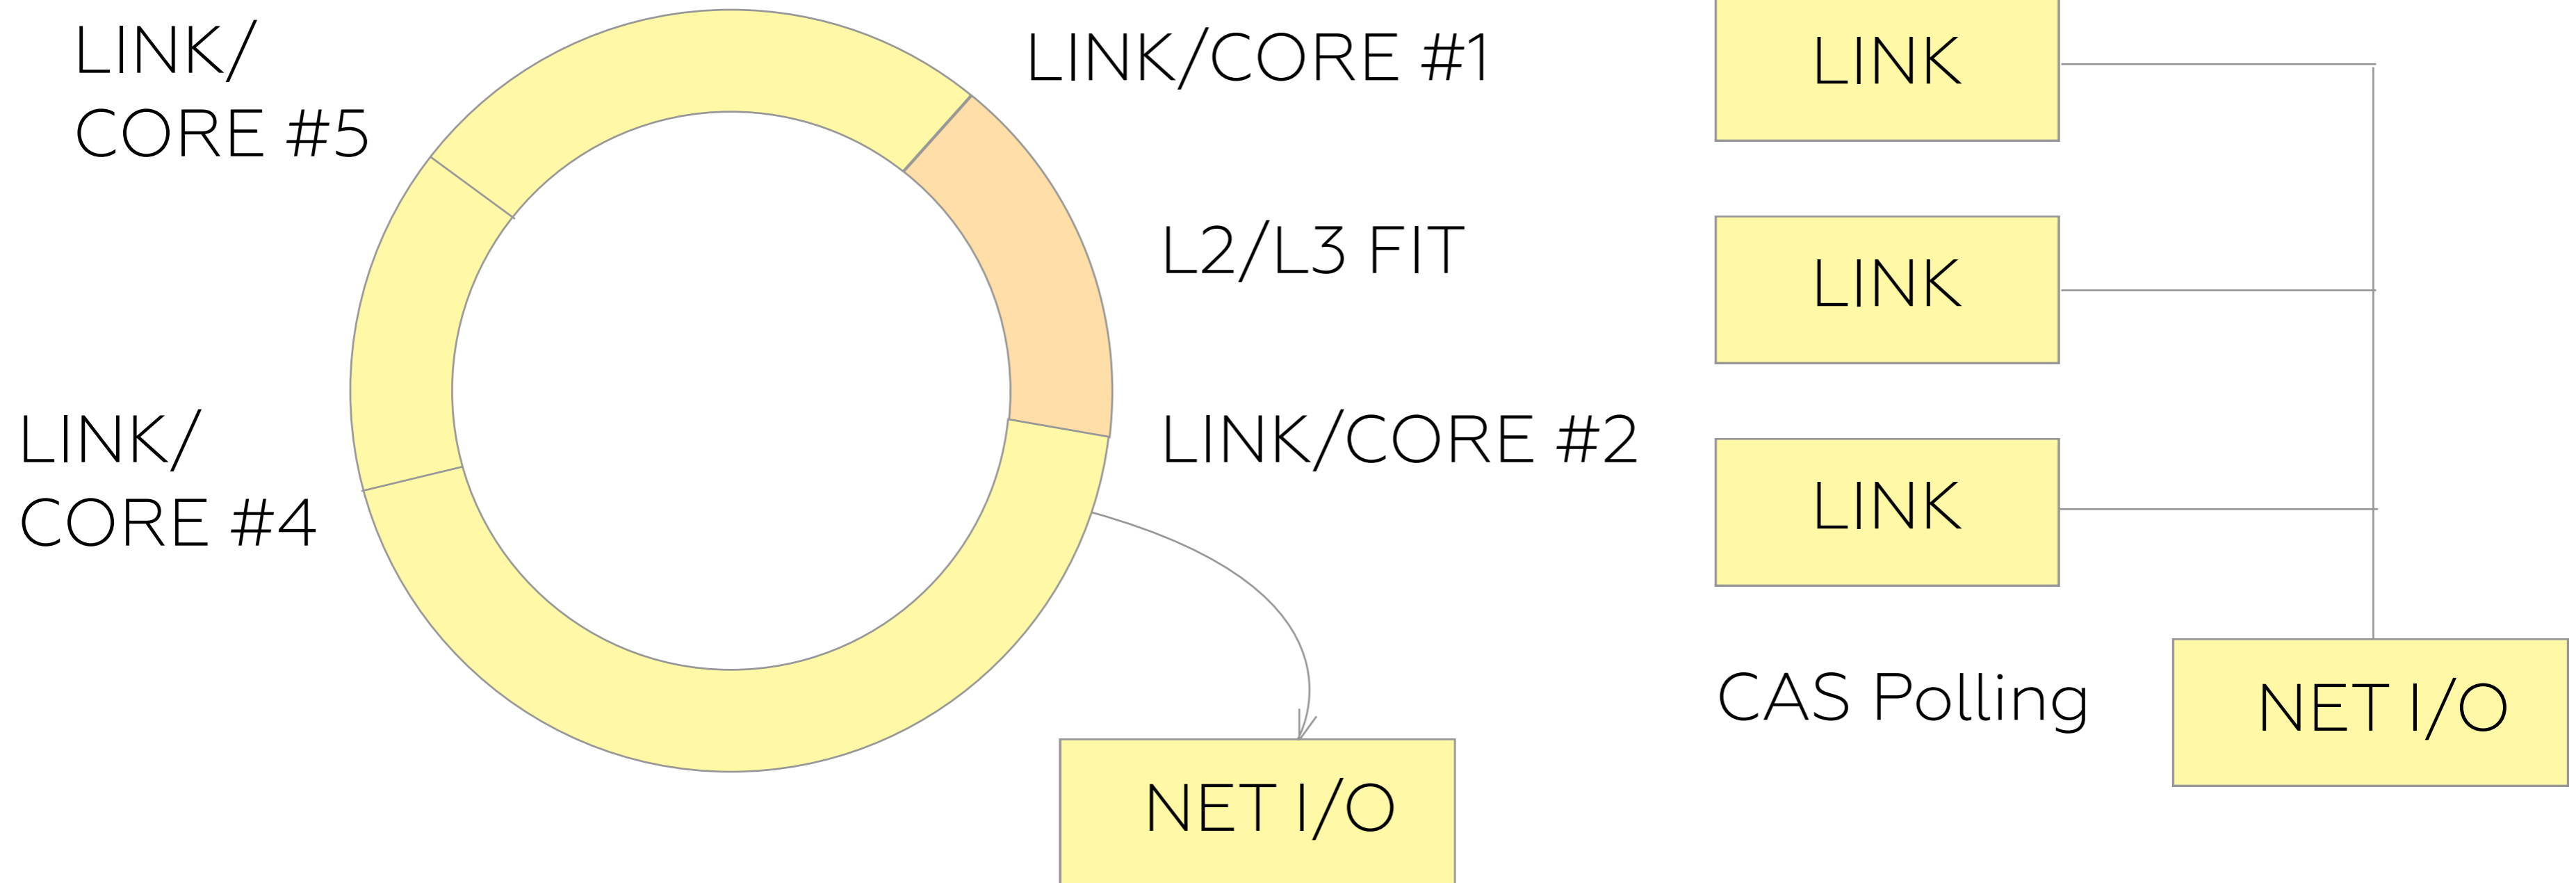 LINK/
CORE #5
LINK/CORE #1
L2/L3 FIT
LINK/
CORE #4
LINK/CORE #2
NET I/O
LINK
LINK
LINK
CAS Polling
NET I/O